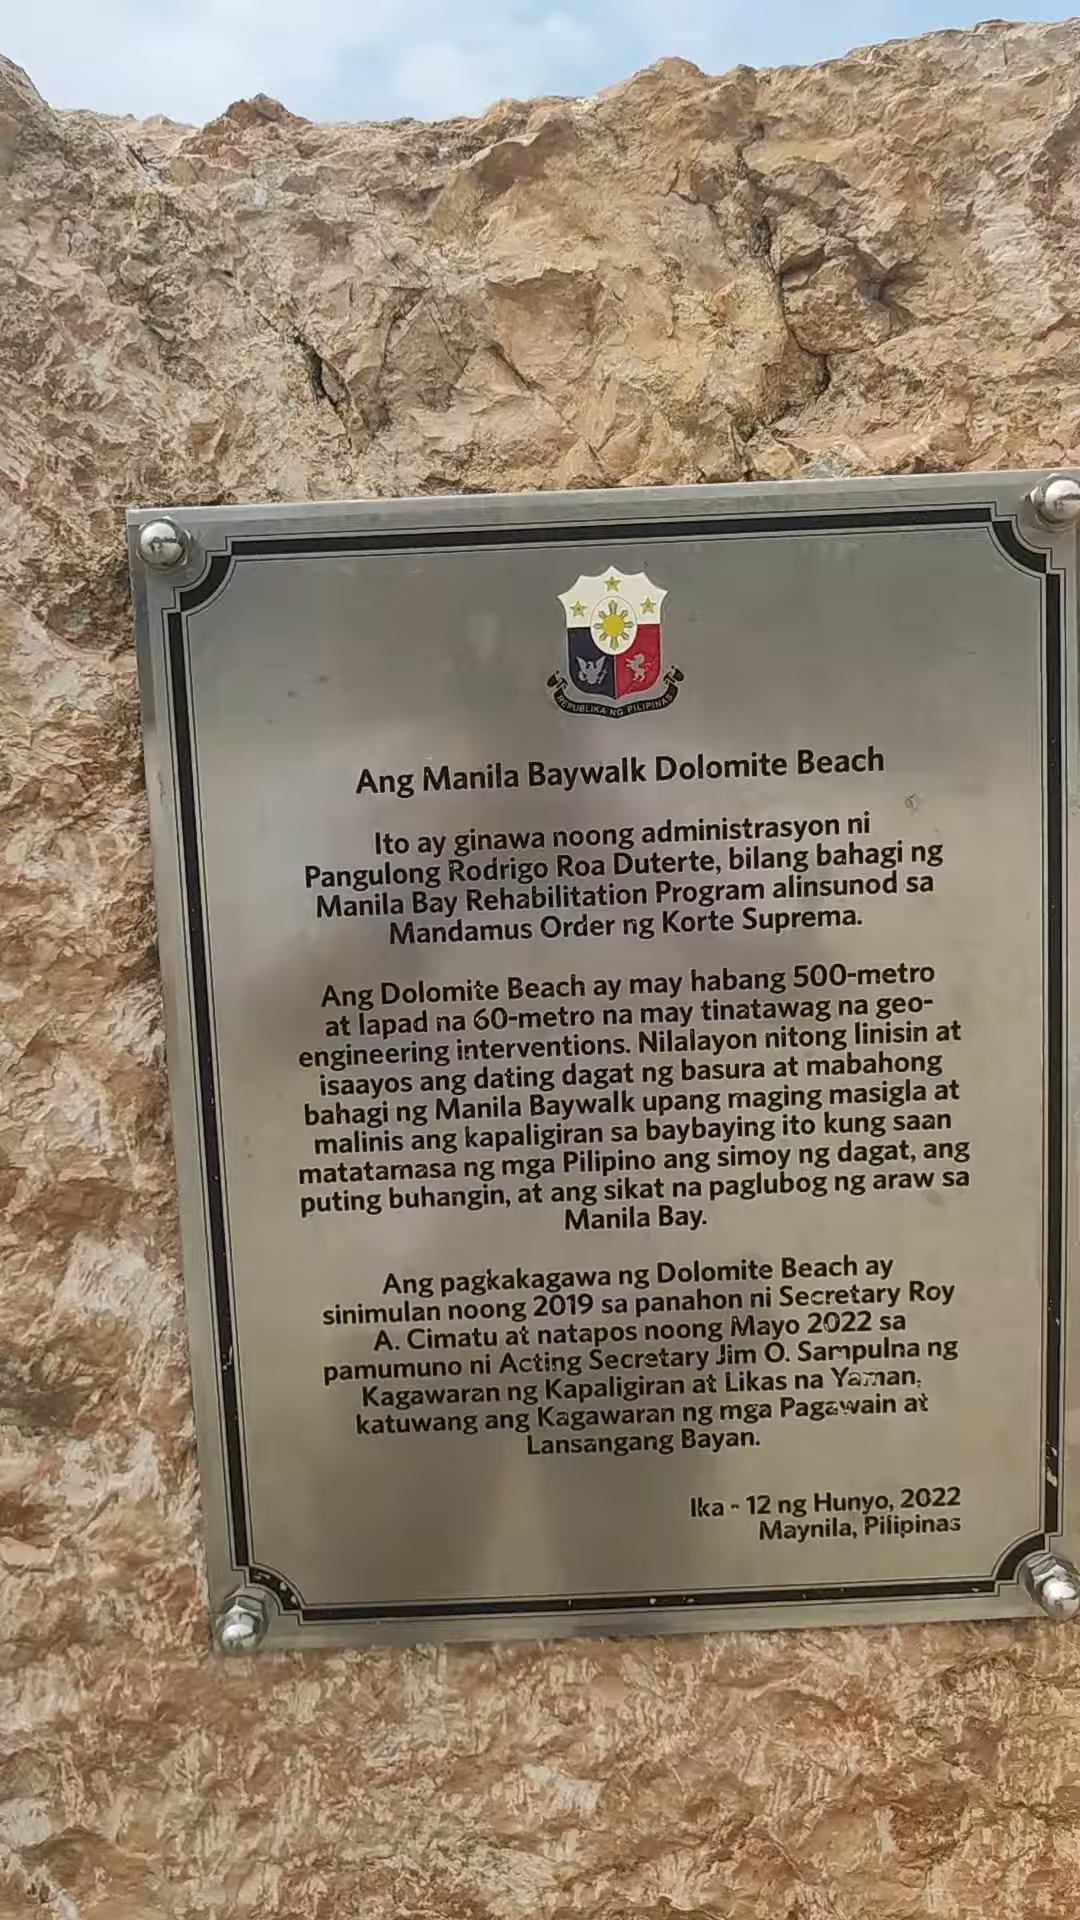 REPUBLIKA NG PILIPINAS
Ang Manila Baywalk Dolomite Beach
Ito ay ginawa noong administrasyon ni
Pangulong Rodrigo Roa Duterte, bilang bahagi ng
Manila Bay Rehabilitation Program alinsunod sa
Mandamus Order ng Korte Suprema.
Ang Dolomite Beach ay may habang 500-metro
at lapad na 60-metro na may tinatawag na geo-
engineering interventions. Nilalayon nitong linisin at
isaayos ang dating dagat ng basura at mabahong
bahagi ng Manila Baywalk upang maging masigla at
malinis ang kapaligiran sa baybaying ito kung saan
matatamasa ng mga Pilipino ang simoy ng dagat, ang
puting buhangin, at ang sikat na paglubog ng araw sa
Manila Bay.
Ang pagkakagawa ng Dolomite Beach ay
sinimulan noong 2019 sa panahon ni Secretary Roy
A. Cimatu at natapos noong Mayo 2022 sa
pamumuno ni Acting Secretary Jim O. Sampulna ng
Kagawaran ng Kapaligiran at Likas na Yaman,
katuwang ang Kagawaran ng mga Pagawain at
Lansangang Bayan.
Ika - 12 ng Hunyo, 2022
Maynila, Pilipinas